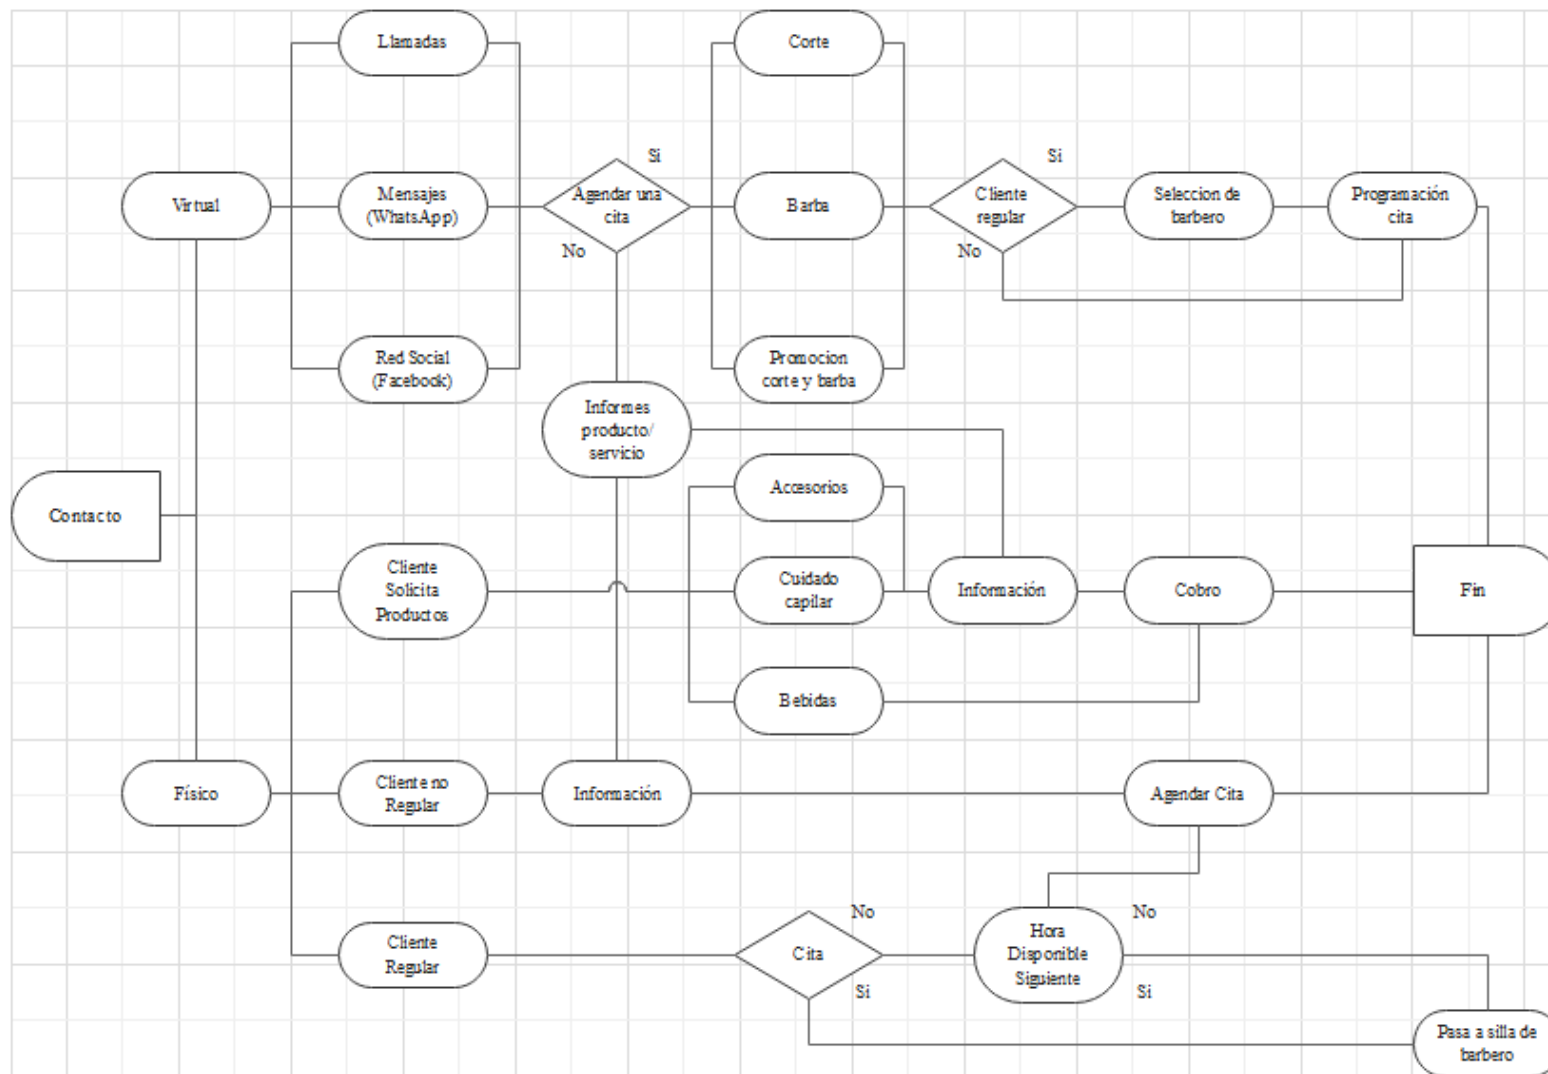 Llamadas
Corte
Si
Si
Virtual
Mensajes
(WhatsApp)
Agendar una
cita
Barba
Cliente
regular
Seleccion de
barbero
Programación
cita
No
No
Red Social
(Facebook)
Promocion
corte y barba
Informes
producto/
servicio
Accesorios
Contacto
Cliente
Solicita
Productos
Cuidado
capilar
Información
Cobro
Fin
Bebidas
Físico
Cliente no
Regular
Información
Agendar Cita
No
No
Cliente
Regular
Cita
Hora
Disponible
Siguiente
Si
Si
Pasa a silla de
barbero